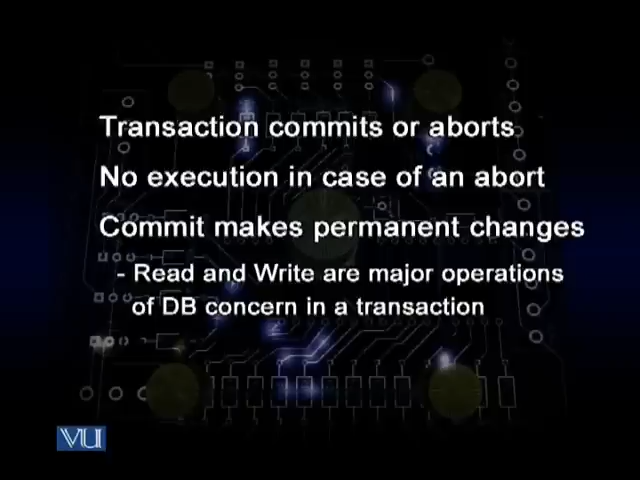 Transaction commits or aborts
No execution in case of an abort
Commit makes permanent changes
- Read and Write are major operations
of DB concern in a transaction
VU